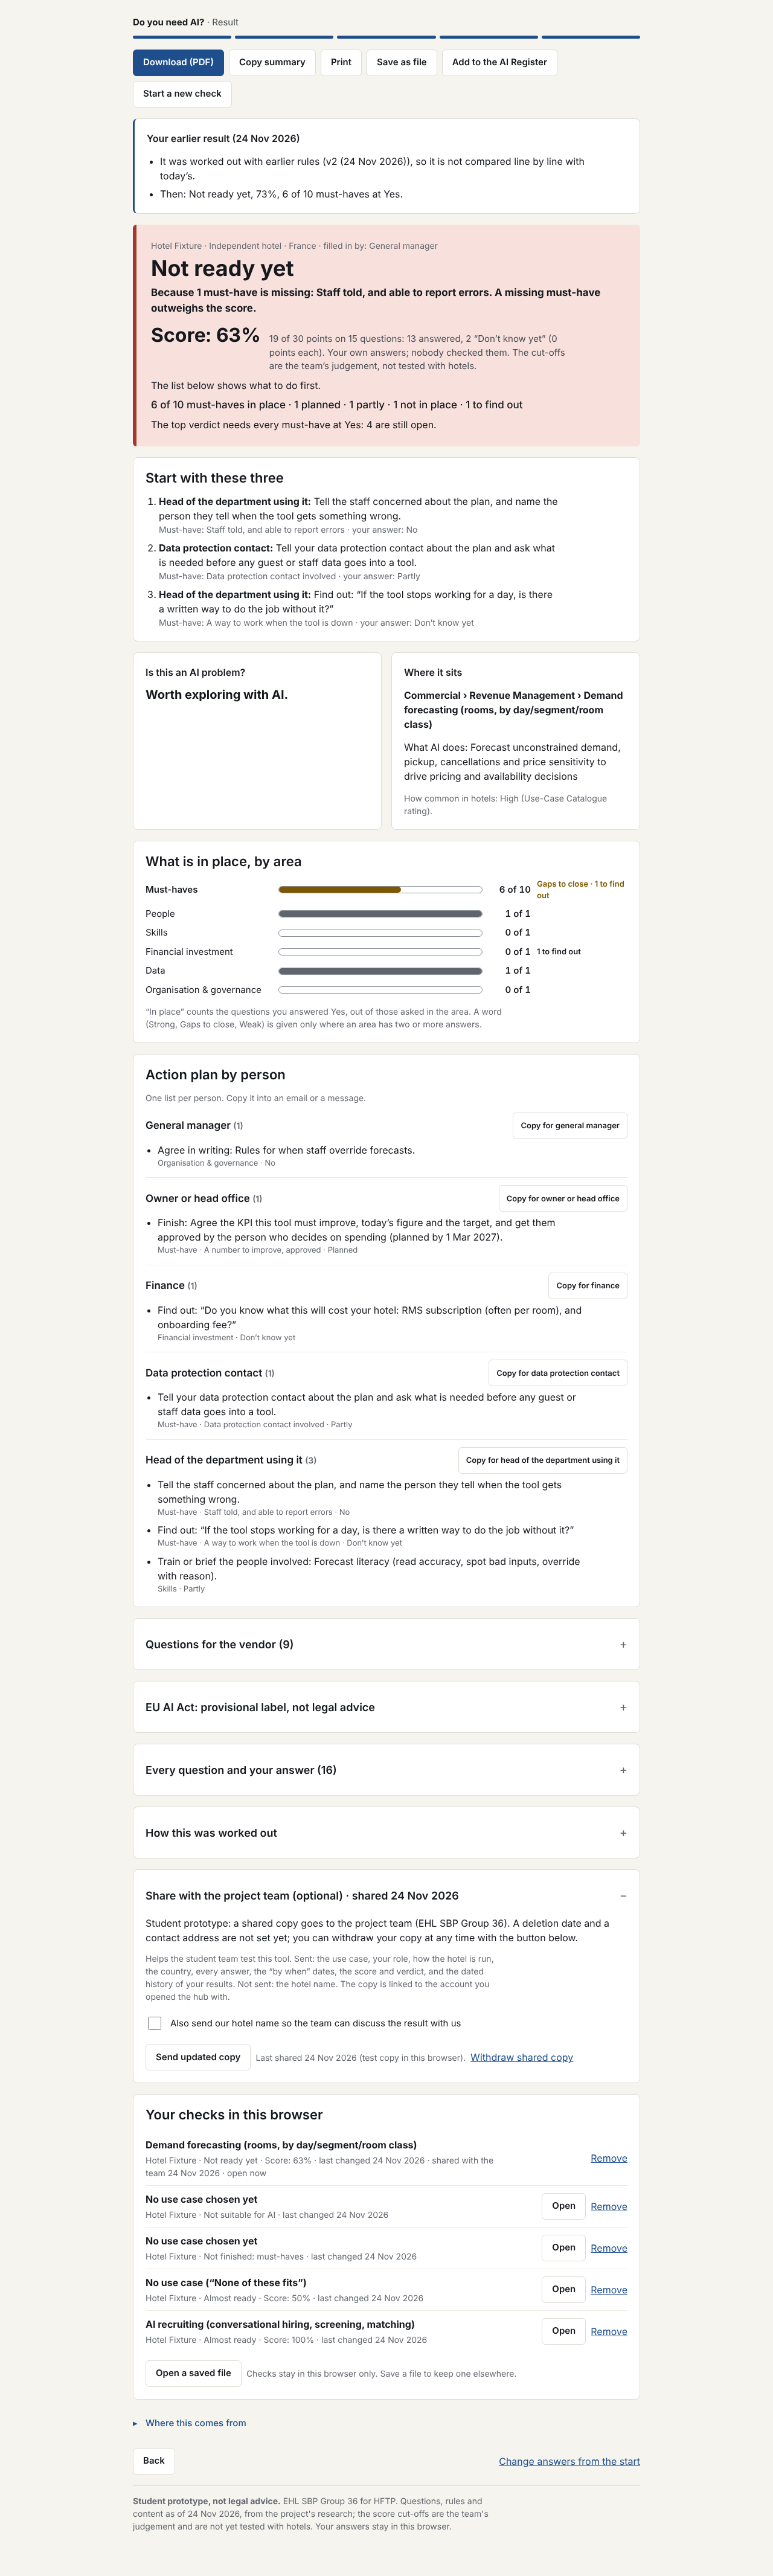 Do you need AI? · Result
Download (PDF)
Copy summary
Print
Save as file
Add to the AI Register
Start a new check
Your earlier result (24 Nov 2026)
• It was worked out with earlier rules (v2 (24 Nov 2026)), so it is not compared line by line with
today’s.
• Then: Not ready yet, 73%, 6 of 10 must-haves at Yes.
Hotel Fixture · Independent hotel · France · filled in by: General manager
Not ready yet
Because 1 must-have is missing: Staff told, and able to report errors. A missing must-have
outweighs the score.
Score: 63%
19 of 30 points on 15 questions: 13 answered, 2 “Don’t know yet” (0
points each). Your own answers; nobody checked them. The cut-offs
are the team’s judgement, not tested with hotels.
The list below shows what to do first.
6 of 10 must-haves in place · 1 planned · 1 partly · 1 not in place · 1 to find out
The top verdict needs every must-have at Yes: 4 are still open.
Start with these three
1. Head of the department using it: Tell the staff concerned about the plan, and name the
person they tell when the tool gets something wrong.
Must-have: Staff told, and able to report errors · your answer: No
2. Data protection contact: Tell your data protection contact about the plan and ask what
is needed before any guest or staff data goes into a tool.
Must-have: Data protection contact involved · your answer: Partly
3. Head of the department using it: Find out: “If the tool stops working for a day, is there
a written way to do the job without it?”
Must-have: A way to work when the tool is down · your answer: Don’t know yet
Is this an AI problem?
Worth exploring with AI.
Where it sits
Commercial › Revenue Management › Demand
forecasting (rooms, by day/segment/room
class)
What AI does: Forecast unconstrained demand,
pickup, cancellations and price sensitivity to
drive pricing and availability decisions
How common in hotels: High (Use-Case Catalogue
rating).
What is in place, by area
Must-haves 6 of 10 Gaps to close · 1 to find
out
People 1 of 1
Skills 0 of 1
Financial investment 0 of 1 1 to find out
Data 1 of 1
Organisation & governance 0 of 1
“In place” counts the questions you answered Yes, out of those asked in the area. A word
(Strong, Gaps to close, Weak) is given only where an area has two or more answers.
Action plan by person
One list per person. Copy it into an email or a message.
General manager (1)
Copy for general manager
• Agree in writing: Rules for when staff override forecasts.
Organisation & governance · No
Owner or head office (1)
Copy for owner or head office
• Finish: Agree the KPI this tool must improve, today’s figure and the target, and get them
approved by the person who decides on spending (planned by 1 Mar 2027).
Must-have · A number to improve, approved · Planned
Finance (1)
Copy for finance
• Find out: “Do you know what this will cost your hotel: RMS subscription (often per room), and
onboarding fee?”
Financial investment · Don’t know yet
Data protection contact (1)
Copy for data protection contact
• Tell your data protection contact about the plan and ask what is needed before any guest or
staff data goes into a tool.
Must-have · Data protection contact involved · Partly
Head of the department using it (3)
Copy for head of the department using it
• Tell the staff concerned about the plan, and name the person they tell when the tool gets
something wrong.
Must-have · Staff told, and able to report errors · No
• Find out: “If the tool stops working for a day, is there a written way to do the job without it?”
Must-have · A way to work when the tool is down · Don’t know yet
• Train or brief the people involved: Forecast literacy (read accuracy, spot bad inputs, override
with reason).
Skills · Partly
Questions for the vendor (9) +
EU AI Act: provisional label, not legal advice +
Every question and your answer (16) +
How this was worked out +
Share with the project team (optional) · shared 24 Nov 2026 −
Student prototype: a shared copy goes to the project team (EHL SBP Group 36). A deletion date and a
contact address are not set yet; you can withdraw your copy at any time with the button below.
Helps the student team test this tool. Sent: the use case, your role, how the hotel is run,
the country, every answer, the “by when” dates, the score and verdict, and the dated
history of your results. Not sent: the hotel name. The copy is linked to the account you
opened the hub with.
Also send our hotel name so the team can discuss the result with us
Send updated copy
Last shared 24 Nov 2026 (test copy in this browser).
Withdraw shared copy
Your checks in this browser
Demand forecasting (rooms, by day/segment/room class)
Hotel Fixture · Not ready yet · Score: 63% · last changed 24 Nov 2026 · shared with the
team 24 Nov 2026 · open now
Remove
No use case chosen yet
Hotel Fixture · Not suitable for AI · last changed 24 Nov 2026
Open
Remove
No use case chosen yet
Hotel Fixture · Not finished: must-haves · last changed 24 Nov 2026
Open
Remove
No use case (“None of these fits”)
Hotel Fixture · Almost ready · Score: 50% · last changed 24 Nov 2026
Open
Remove
AI recruiting (conversational hiring, screening, matching)
Hotel Fixture · Almost ready · Score: 100% · last changed 24 Nov 2026
Open
Remove
Open a saved file
Checks stay in this browser only. Save a file to keep one elsewhere.
▸ Where this comes from
Back
Change answers from the start
Student prototype, not legal advice. EHL SBP Group 36 for HFTP. Questions, rules and
content as of 24 Nov 2026, from the project's research; the score cut-offs are the team's
judgement and are not yet tested with hotels. Your answers stay in this browser.